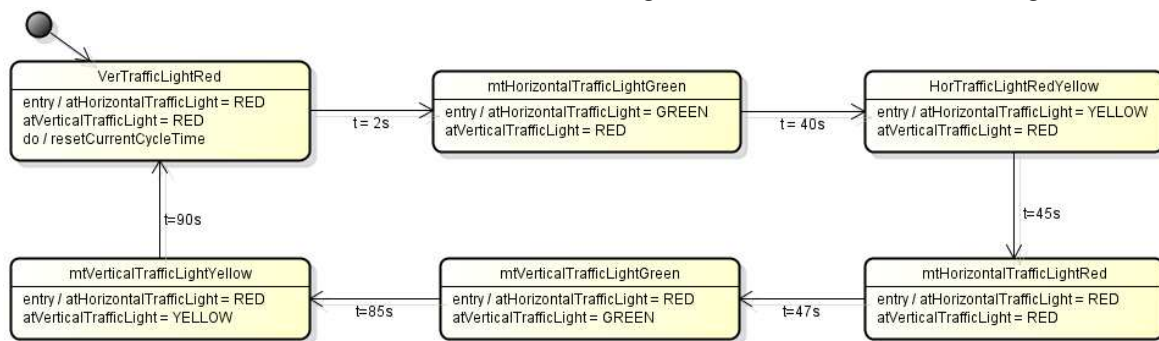 VerTrafficLightRed
entry / atHorizontalTrafficLight = RED
atVerticalTrafficLight = RED
do / resetCurrentCycleTime
t = 2s
mtHorizontalTrafficLightGreen
entry / atHorizontalTrafficLight = GREEN
atVerticalTrafficLight = RED
t = 40s
HorTrafficLightRedYellow
entry / atHorizontalTrafficLight = YELLOW
atVerticalTrafficLight = RED
t=45s
mtHorizontalTrafficLightRed
entry / atHorizontalTrafficLight = RED
atVerticalTrafficLight = RED
t=47s
mtVerticalTrafficLightGreen
entry / atHorizontalTrafficLight = RED
atVerticalTrafficLight = GREEN
t=85s
mtVerticalTrafficLightYellow
entry / atHorizontalTrafficLight = RED
atVerticalTrafficLight = YELLOW
t=90s